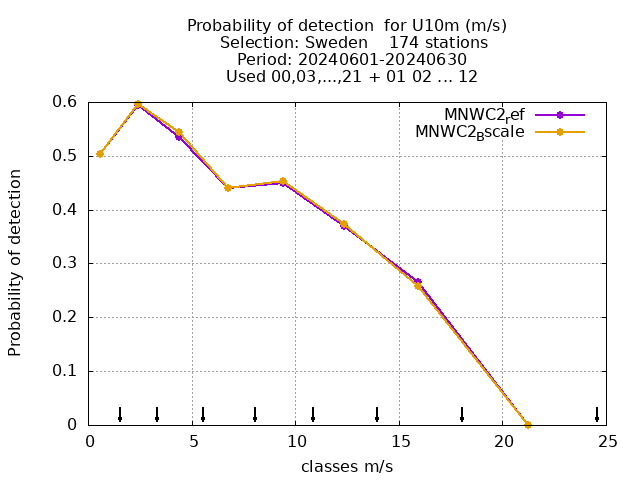 Probability of detection  for U10m (m/s)
Selection: Sweden    174 stations
Period: 20240601-20240630
Used 00,03,...,21 + 01 02 ... 12
MNWC2ref
MNWC2Bscale
0.6
0.5
0.4
0.3
0.2
0.1
0
Probability of detection
0 5 10 15 20 25
classes m/s